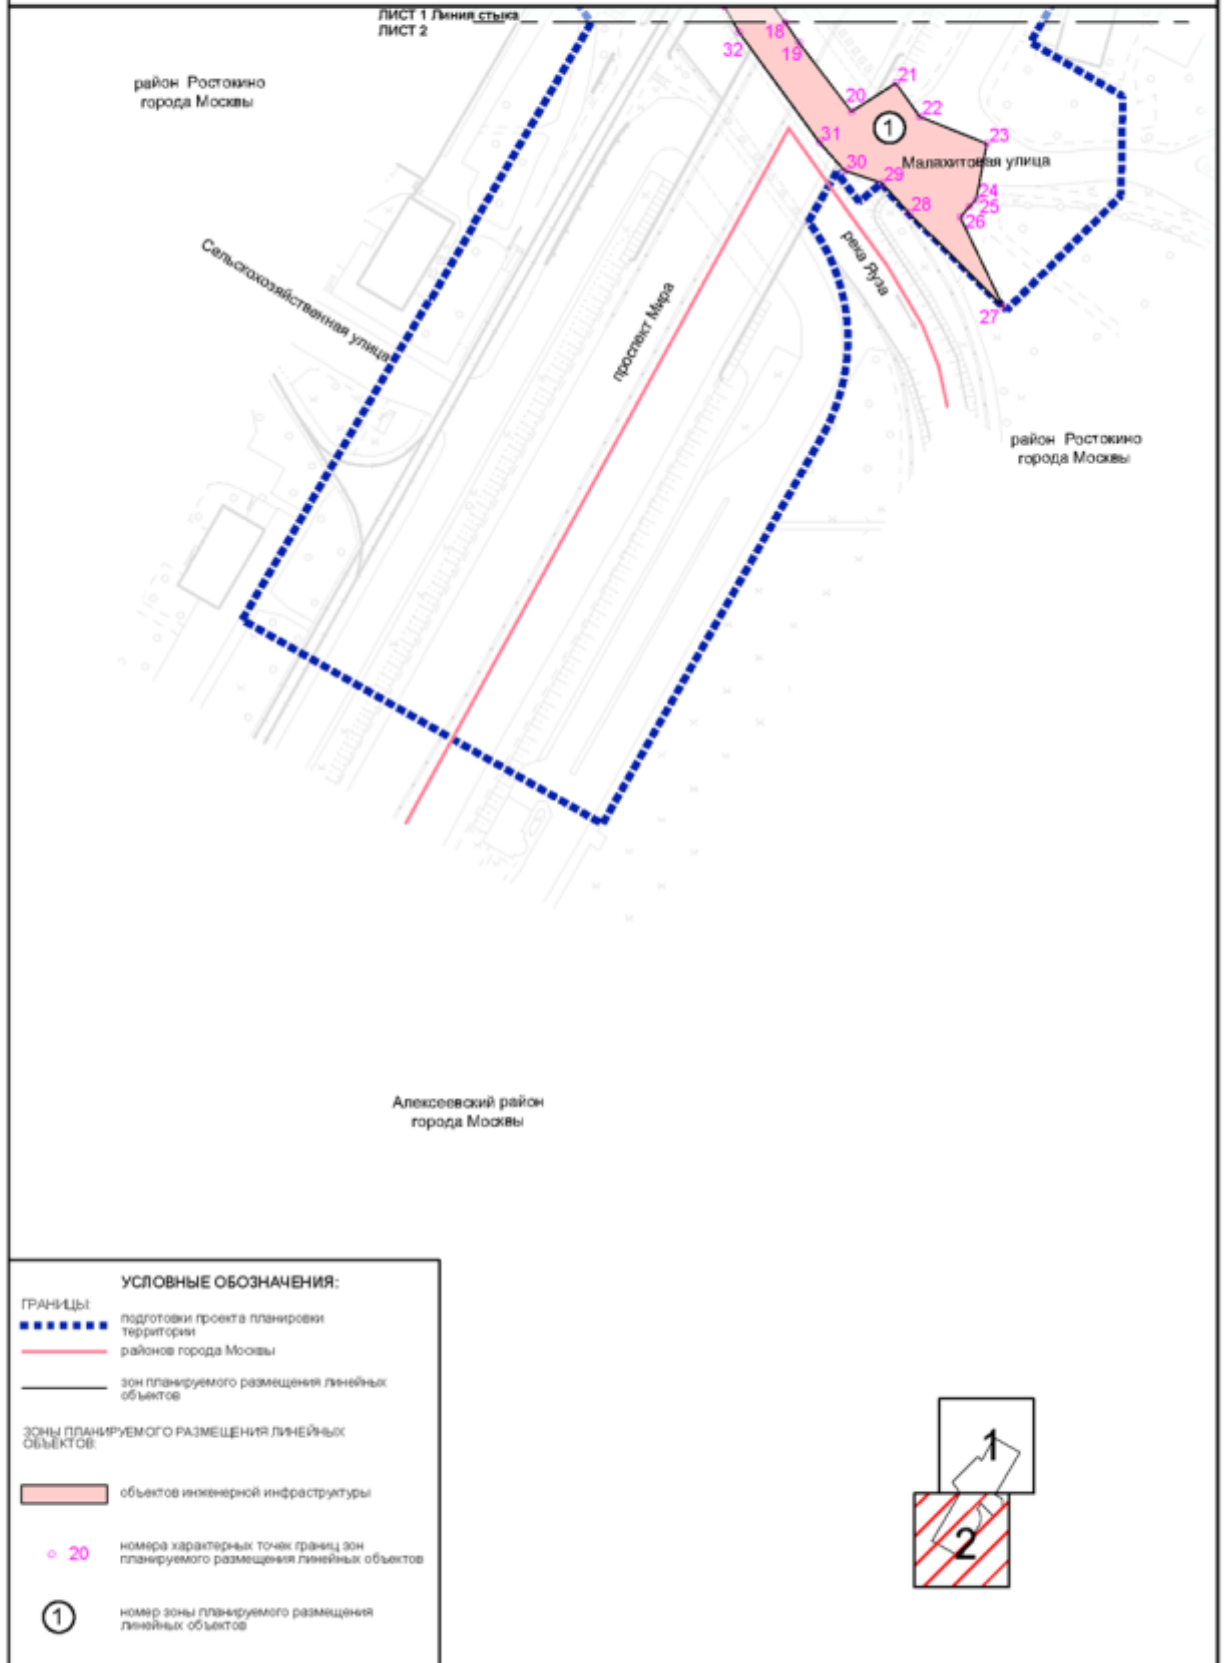 ЛИСТ 1 Линия стыка
ЛИСТ 2
18
32
19
район Ростокино
города Москвы
21
20
22
1
31
23
Малахитовая улица
30
29
24
25
28
26
река Яуза
Сельскохозяйственная улица
проспект Мира
27
район Ростокино
города Москвы
Алексеевский район
города Москвы
УСЛОВНЫЕ ОБОЗНАЧЕНИЯ:
ГРАНИЦЫ:
подготовки проекта планировки
территории
районов города Москвы
зон планируемого размещения линейных
объектов
ЗОНЫ ПЛАНИРУЕМОГО РАЗМЕЩЕНИЯ ЛИНЕЙНЫХ
ОБЪЕКТОВ:
объектов инженерной инфраструктуры
20
номера характерных точек границ зон
планируемого размещения линейных объектов
1
номер зоны планируемого размещения
линейных объектов
1
2